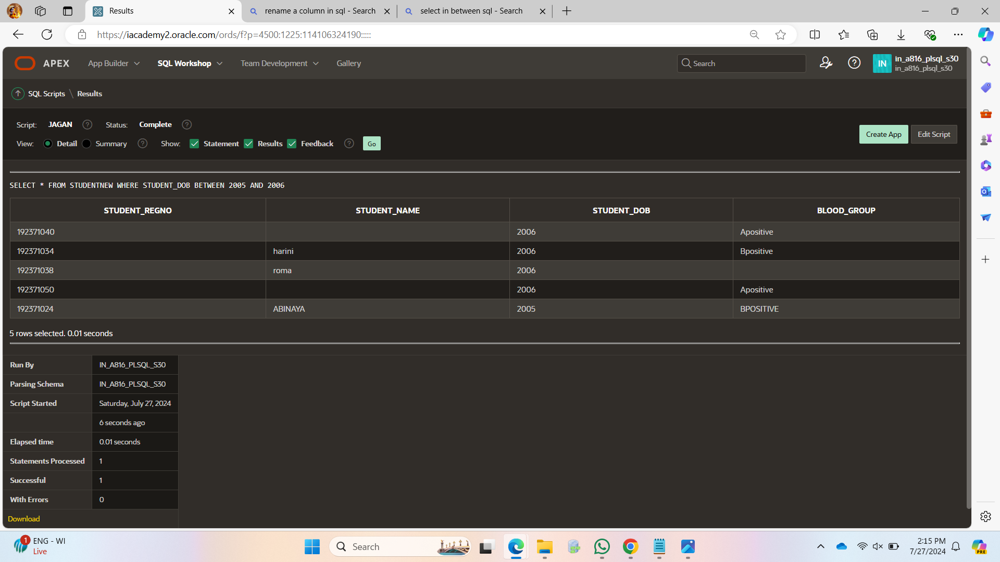 Results
rename a column in sql - Search
select in between sql - Search
https://iacademy2.oracle.com/ords/f?p=4500:1225:114106324190:::::
APEX
App Builder
SQL Workshop
Team Development
Gallery
Search
IN
in_a816_plsql_s30
in_a816_plsql_s30
SQL Scripts \ Results
Script: JAGAN ? Status: Complete ?
View: Detail Summary ? Show: Statement Results Feedback ? Go
Create App
Edit Script
SELECT * FROM STUDENTNEW WHERE STUDENT_DOB BETWEEN 2005 AND 2006
STUDENT_REGNO STUDENT_NAME STUDENT_DOB BLOOD_GROUP
192371040 2006 Apositive
192371034 harini 2006 Bpositive
192371038 roma 2006
192371050 2006 Apositive
192371024 ABINAYA 2005 BPOSITIVE
5 rows selected. 0.01 seconds
Run By IN_A816_PLSQL_S30
Parsing Schema IN_A816_PLSQL_S30
Script Started Saturday, July 27, 2024
6 seconds ago
Elapsed time 0.01 seconds
Statements Processed 1
Successful 1
With Errors 0
Download
1
ENG - WI
Live
Search
2:15 PM
7/27/2024
PRE